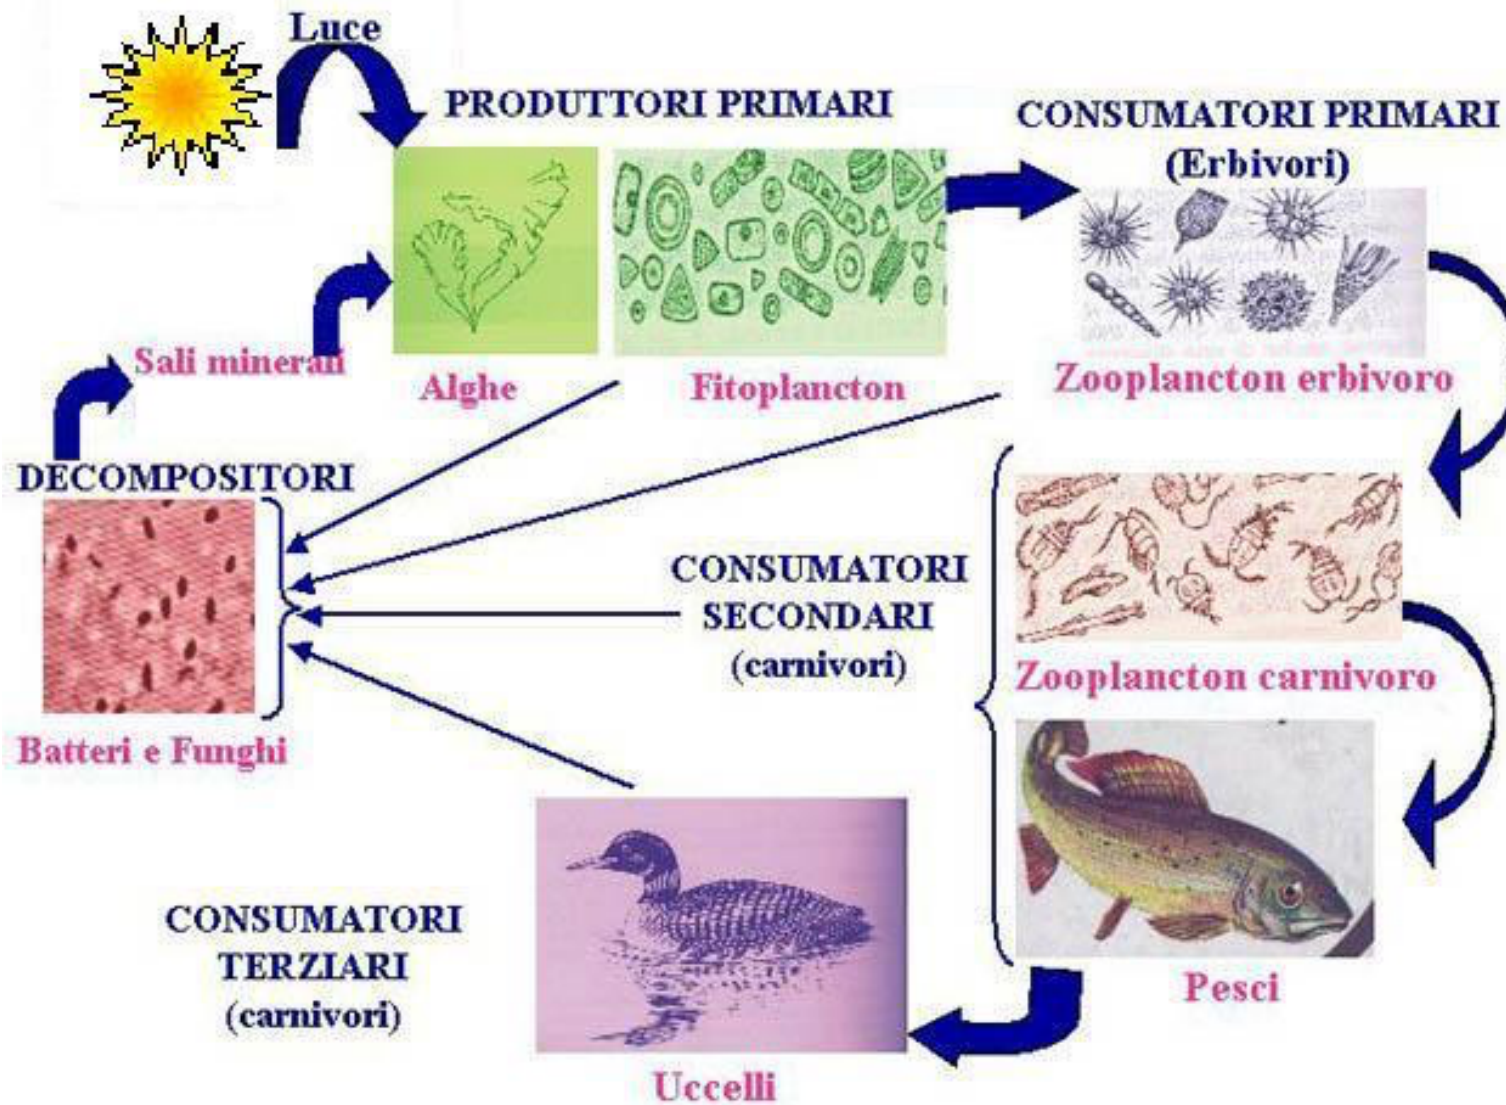 Luce
PRODUTTORI PRIMARI
CONSUMATORI PRIMARI
(Erbivori)
Sali minerali
Alghe
Fitoplancton
Zooplancton erbivoro
DECOMPOSITORI
CONSUMATORI
SECONDARI
(carnivori)
Zooplancton carnivoro
Batteri e Funghi
CONSUMATORI
TERZIARI
(carnivori)
Pesci
Uccelli